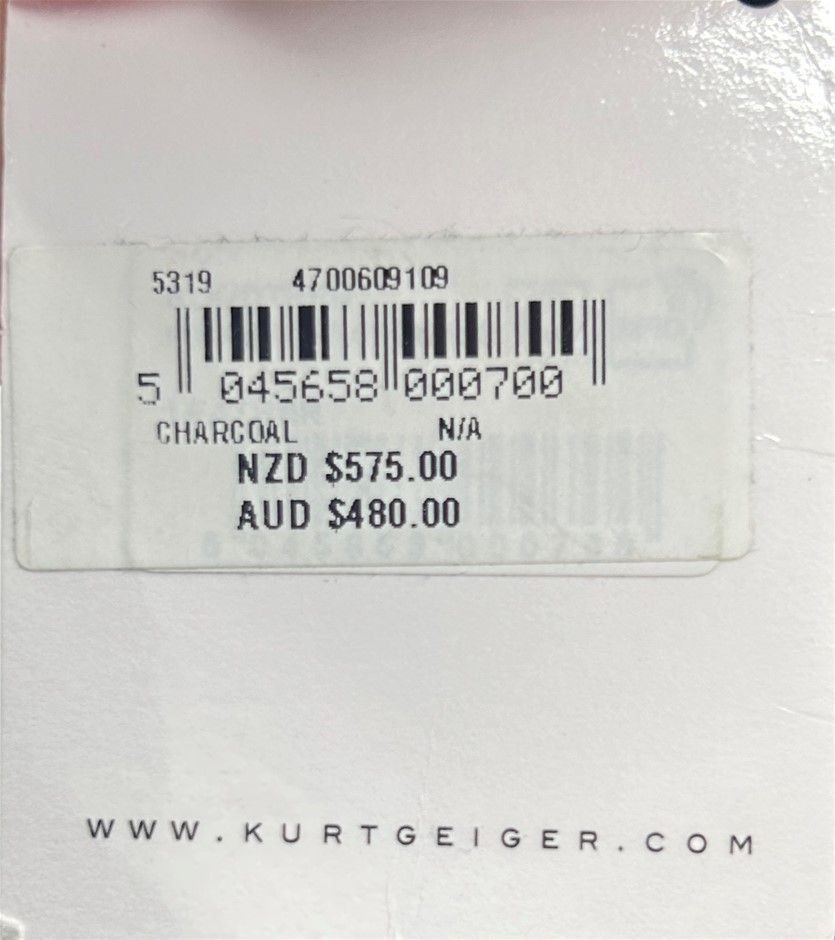 5319 4700609109
5 045658 000700
CHARCOAL N/A
NZD $575.00
AUD $480.00
WWW.KURTGEIGER.COM